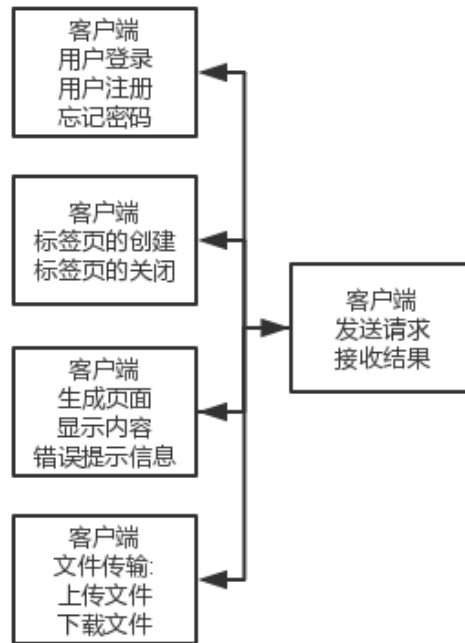 客户端
用户登录
用户注册
忘记密码
客户端
标签页的创建
标签页的关闭
客户端
发送请求
接收结果
客户端
生成页面
显示内容
错误提示信息
客户端
文件传输:
上传文件
下载文件